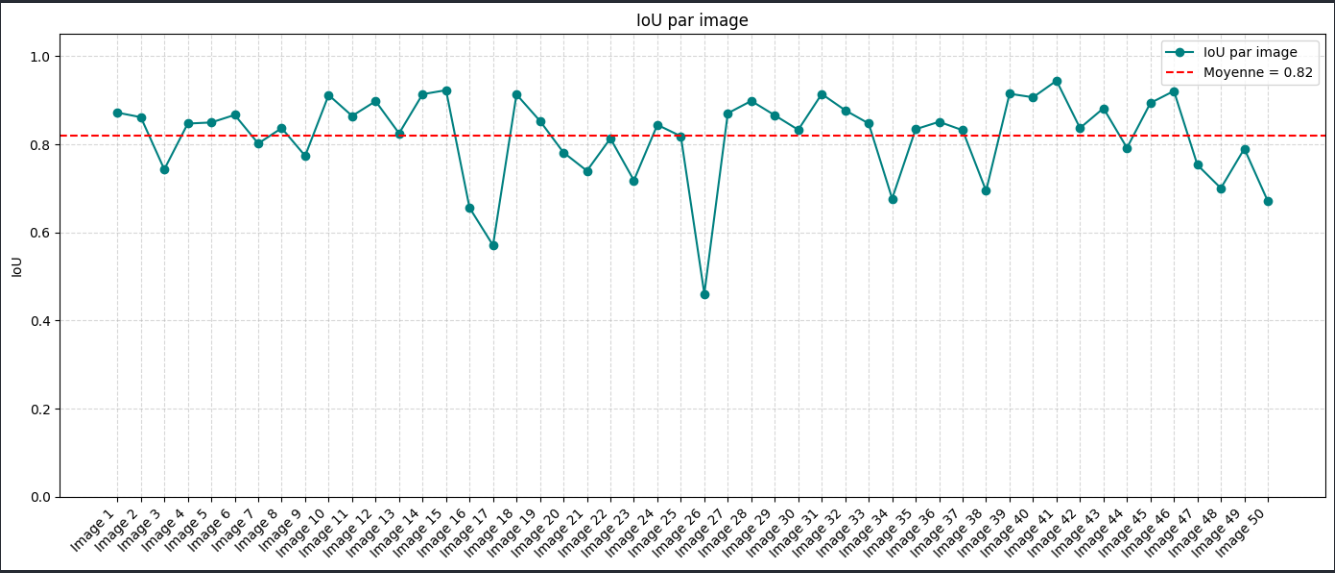 IoU par image
IoU par image
Moyenne = 0.82
1.0
0.8
0.6
0.4
0.2
0.0
IoU
Image 1
Image 2
Image 3
Image 4
Image 5
Image 6
Image 7
Image 8
Image 9
Image 10
Image 11
Image 12
Image 13
Image 14
Image 15
Image 16
Image 17
Image 18
Image 19
Image 20
Image 21
Image 22
Image 23
Image 24
Image 25
Image 26
Image 27
Image 28
Image 29
Image 30
Image 31
Image 32
Image 33
Image 34
Image 35
Image 36
Image 37
Image 38
Image 39
Image 40
Image 41
Image 42
Image 43
Image 44
Image 45
Image 46
Image 47
Image 48
Image 49
Image 50